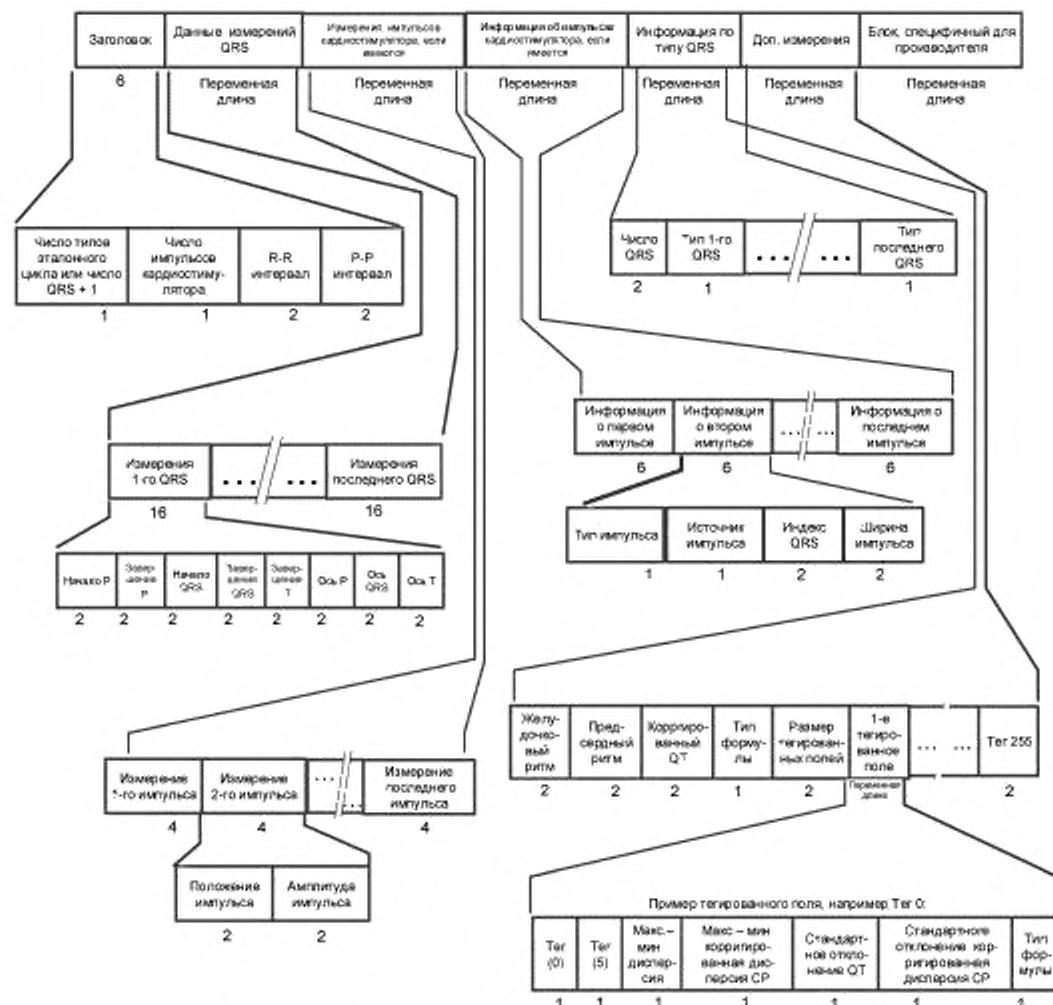 Заголовок
Данные измерений
QRS
Измерения импульсов
кардиостимулятора, если
имеются
Информация об импульсов
кардиостимулятора, если
имеется
Информация по
типу QRS
Доп. измерения
Блок, специфичный для
производителя
6
Переменная
длина
Переменная
длина
Переменная
длина
Переменная
длина
Переменная
длина
Переменная
длина
Число типов
эталонного
цикла или число
QRS + 1
Число
импульсов
кардиостиму-
лятора
R-R
интервал
P-P
интервал
1
1
2
2
Число
QRS
Тип 1-го
QRS
... ...
Тип
последнего
QRS
2
1
1
Информация
о первом
импульсе
Информация
о втором
импульсе
... ...
Информация о
последнем
импульсе
6
6
6
Измерения
1-го QRS
... ...
Измерения
последнего QRS
16
16
Тип импульса
Источник
импульса
Индекс
QRS
Ширина
импульса
1
1
2
2
Начало P
Завер-
шение
P
Начало
QRS
Завер-
шение
QRS
Завер-
шение
T
Ось P
Ось
QRS
Ось T
2
2
2
2
2
2
2
2
Желу-
дочко-
вый
ритм
Пред-
сердный
ритм
Корригиро-
ванный
QT
Тип
форму-
лы
Размер
тегирован-
ных полей
1-е
тегиро-
ванное
поле
... ...
Тег 255
2
2
2
1
2
Переменная
длина
2
Измерение
1-го импульса
Измерение
2-го импульса
... ...
Измерение
последнего
импульса
4
4
4
Положение
импульса
Амплитуда
импульса
2
2
Пример тегированного поля, например, Тег 0:
Тег
(0)
Тег
(5)
Макс.–
мин
диспер-
сия
Макс – мин
корригиро-
ванная дис-
персия СР
Стандарт-
ное откло-
нение QT
Стандартного
отклонение кор-
ригированная
дисперсия СР
Тип
фор-
мулы
1
1
1
1
1
1
1